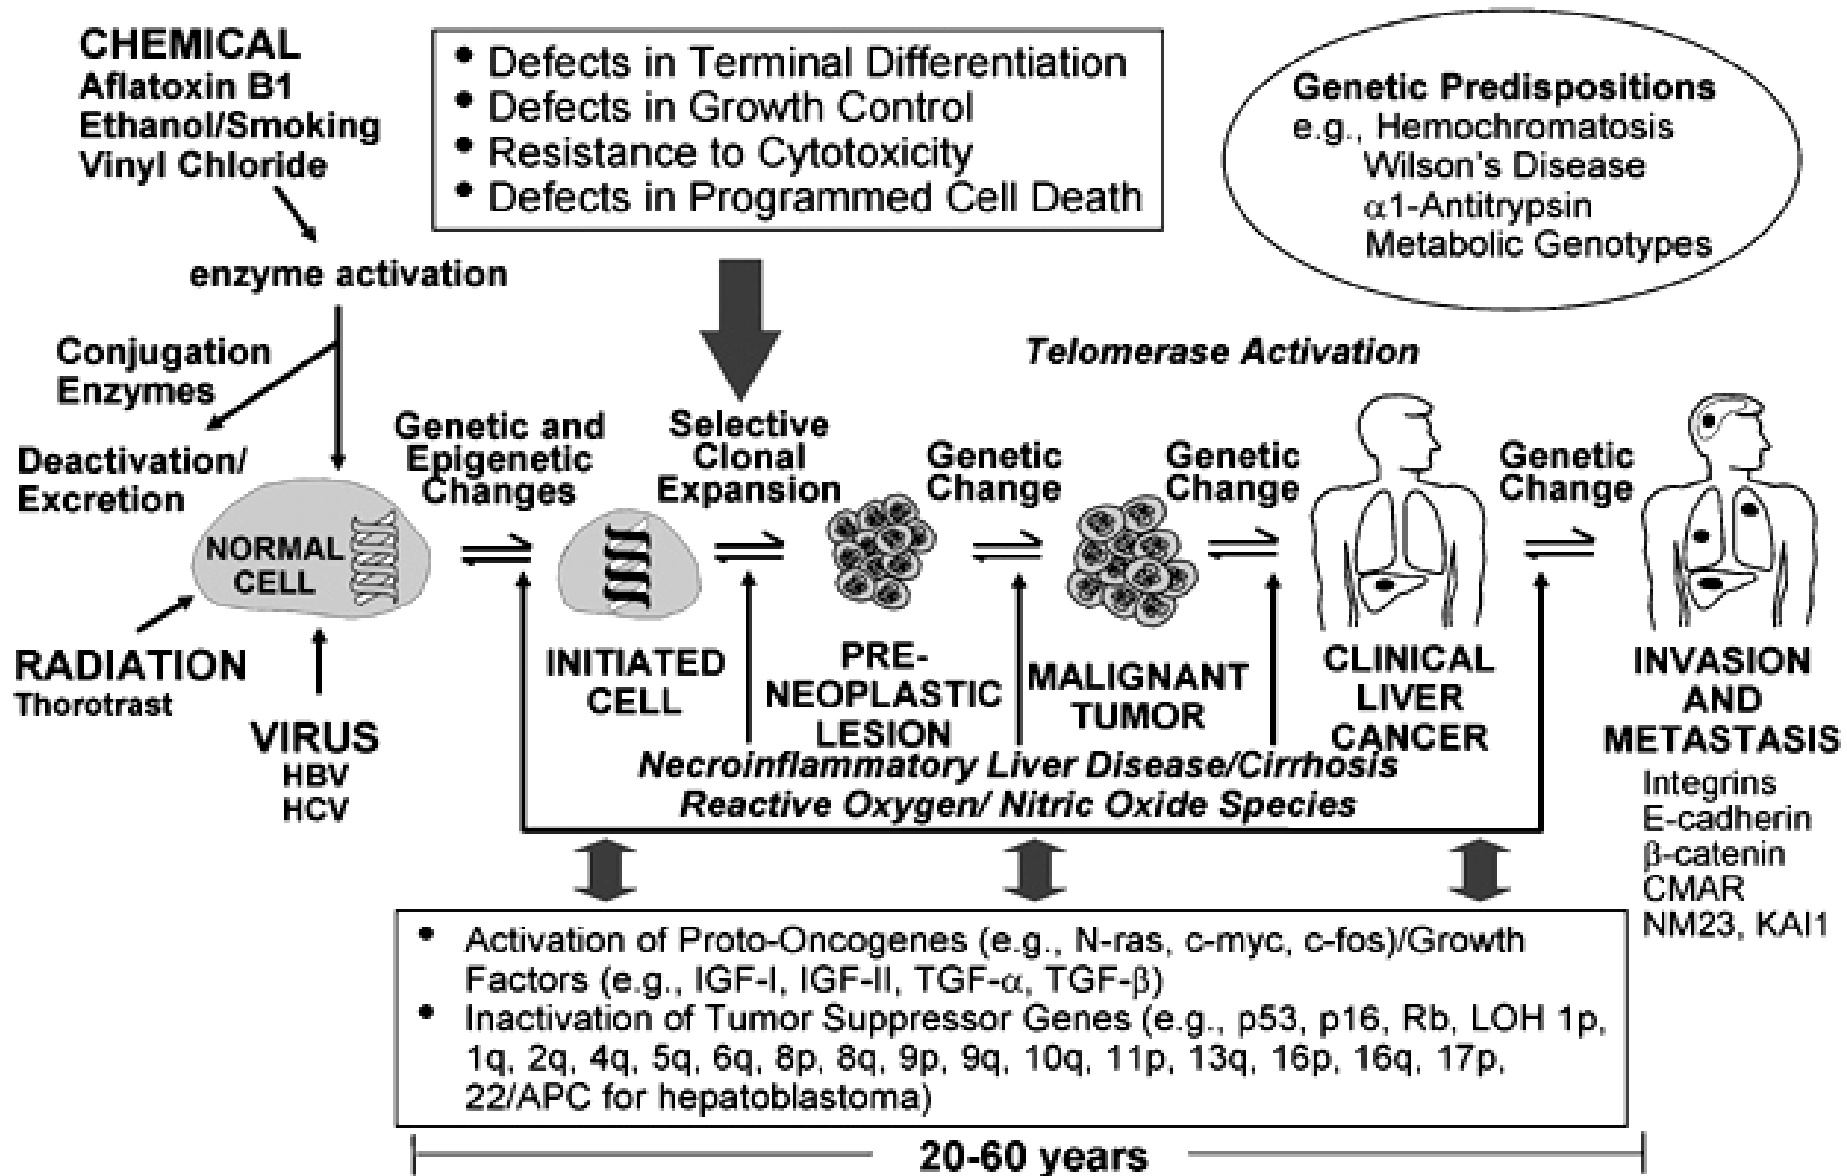 CHEMICAL
Aflatoxin B1
Ethanol/Smoking
Vinyl Chloride
enzyme activation
Conjugation
Enzymes
Deactivation/
Excretion
• Defects in Terminal Differentiation
• Defects in Growth Control
• Resistance to Cytotoxicity
• Defects in Programmed Cell Death
Genetic Predispositions
e.g., Hemochromatosis
Wilson's Disease
α1-Antitrypsin
Metabolic Genotypes
Telomerase Activation
Genetic and
Epigenetic
Changes
Selective
Clonal
Expansion
Genetic
Change
Genetic
Change
Genetic
Change
NORMAL
CELL
RADIATION
Thorotrast
VIRUS
HBV
HCV
INITIATED
CELL
PRE-
NEOPLASTIC
LESION
MALIGNANT
TUMOR
CLINICAL
LIVER
CANCER
INVASION
AND
METASTASIS
Integrins
E-cadherin
β-catenin
CMAR
NM23, KAI1
Necroinflammatory Liver Disease/Cirrhosis
Reactive Oxygen/ Nitric Oxide Species
• Activation of Proto-Oncogenes (e.g., N-ras, c-myc, c-fos)/Growth
Factors (e.g., IGF-I, IGF-II, TGF-α, TGF-β)
• Inactivation of Tumor Suppressor Genes (e.g., p53, p16, Rb, LOH 1p,
1q, 2q, 4q, 5q, 6q, 8p, 8q, 9p, 9q, 10q, 11p, 13q, 16p, 16q, 17p,
22/APC for hepatoblastoma)
20-60 years